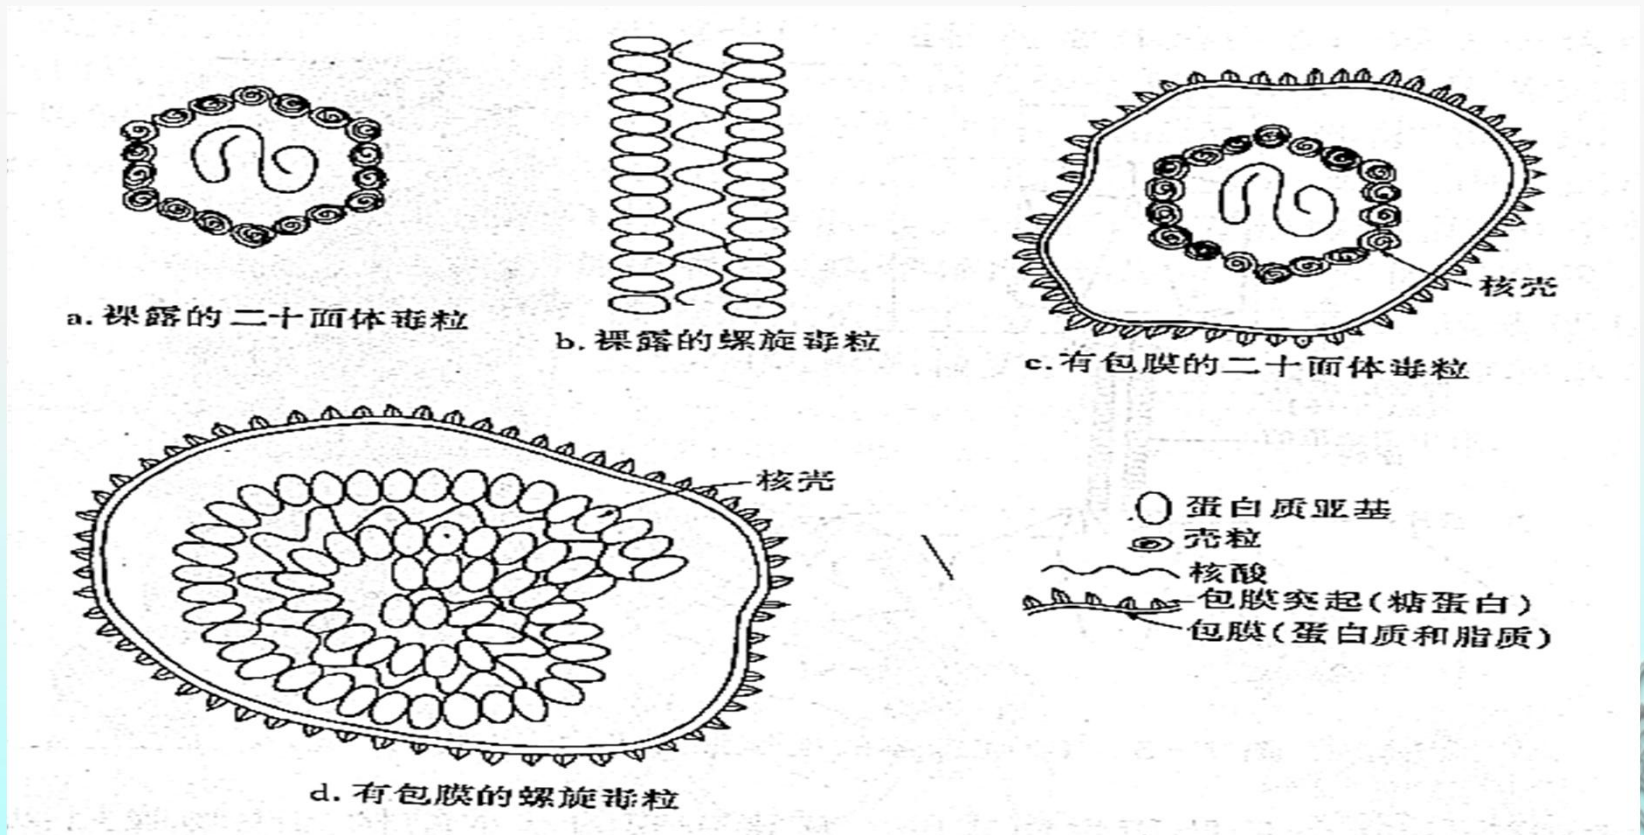 a.裸露的二十面体毒粒
b.裸露的螺旋毒粒
核壳
c.有包膜的二十面体毒粒
核壳
d.有包膜的螺旋毒粒
蛋白质亚基
壳粒
核酸
包膜突起(糖蛋白)
包膜(蛋白质和脂质)